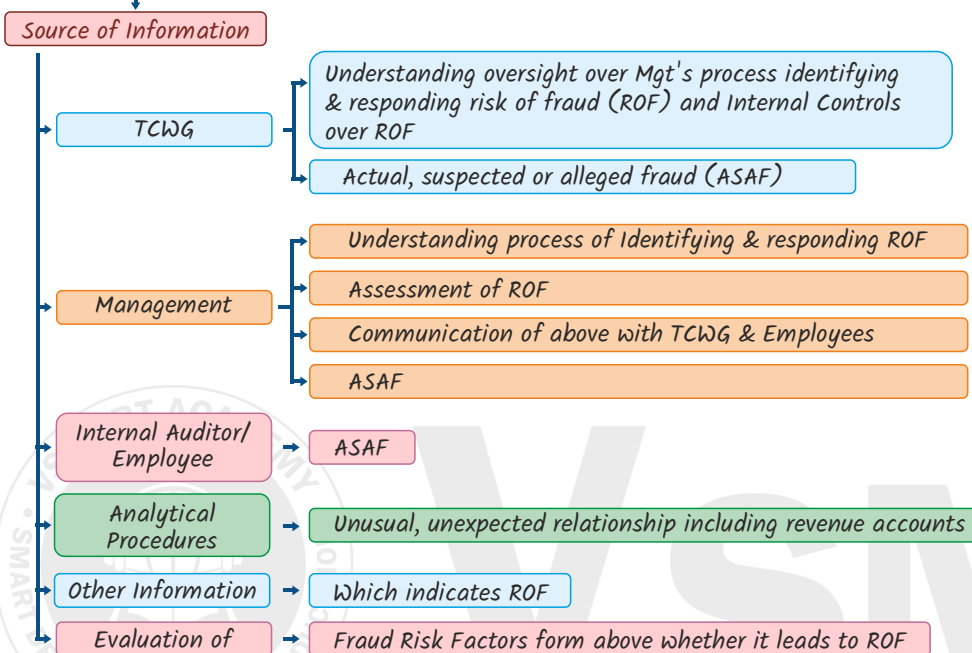 Source of Information
TCWG
Understanding oversight over Mgt's process identifying
& responding risk of fraud (ROF) and Internal Controls
over ROF
Actual, suspected or alleged fraud (ASAF)
Management
Understanding process of Identifying & responding ROF
Assessment of ROF
Communication of above with TCWG & Employees
ASAF
Internal Auditor/
Employee
ASAF
Analytical
Procedures
Unusual, unexpected relationship including revenue accounts
Other Information
Which indicates ROF
Evaluation of
Fraud Risk Factors form above whether it leads to ROF